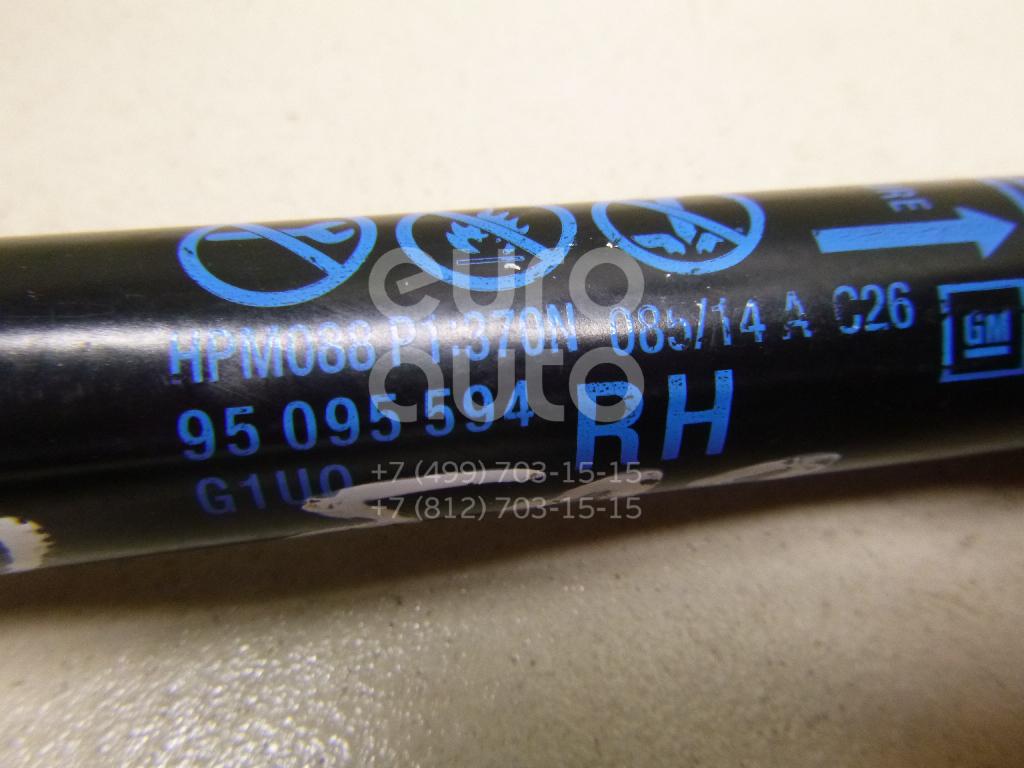 HPM088 P1:370N 085/14 A C26
GM
95 095 594 RH
G1U0
euro
auto
+7 (499) 703-15-15
+7 (812) 703-15-15